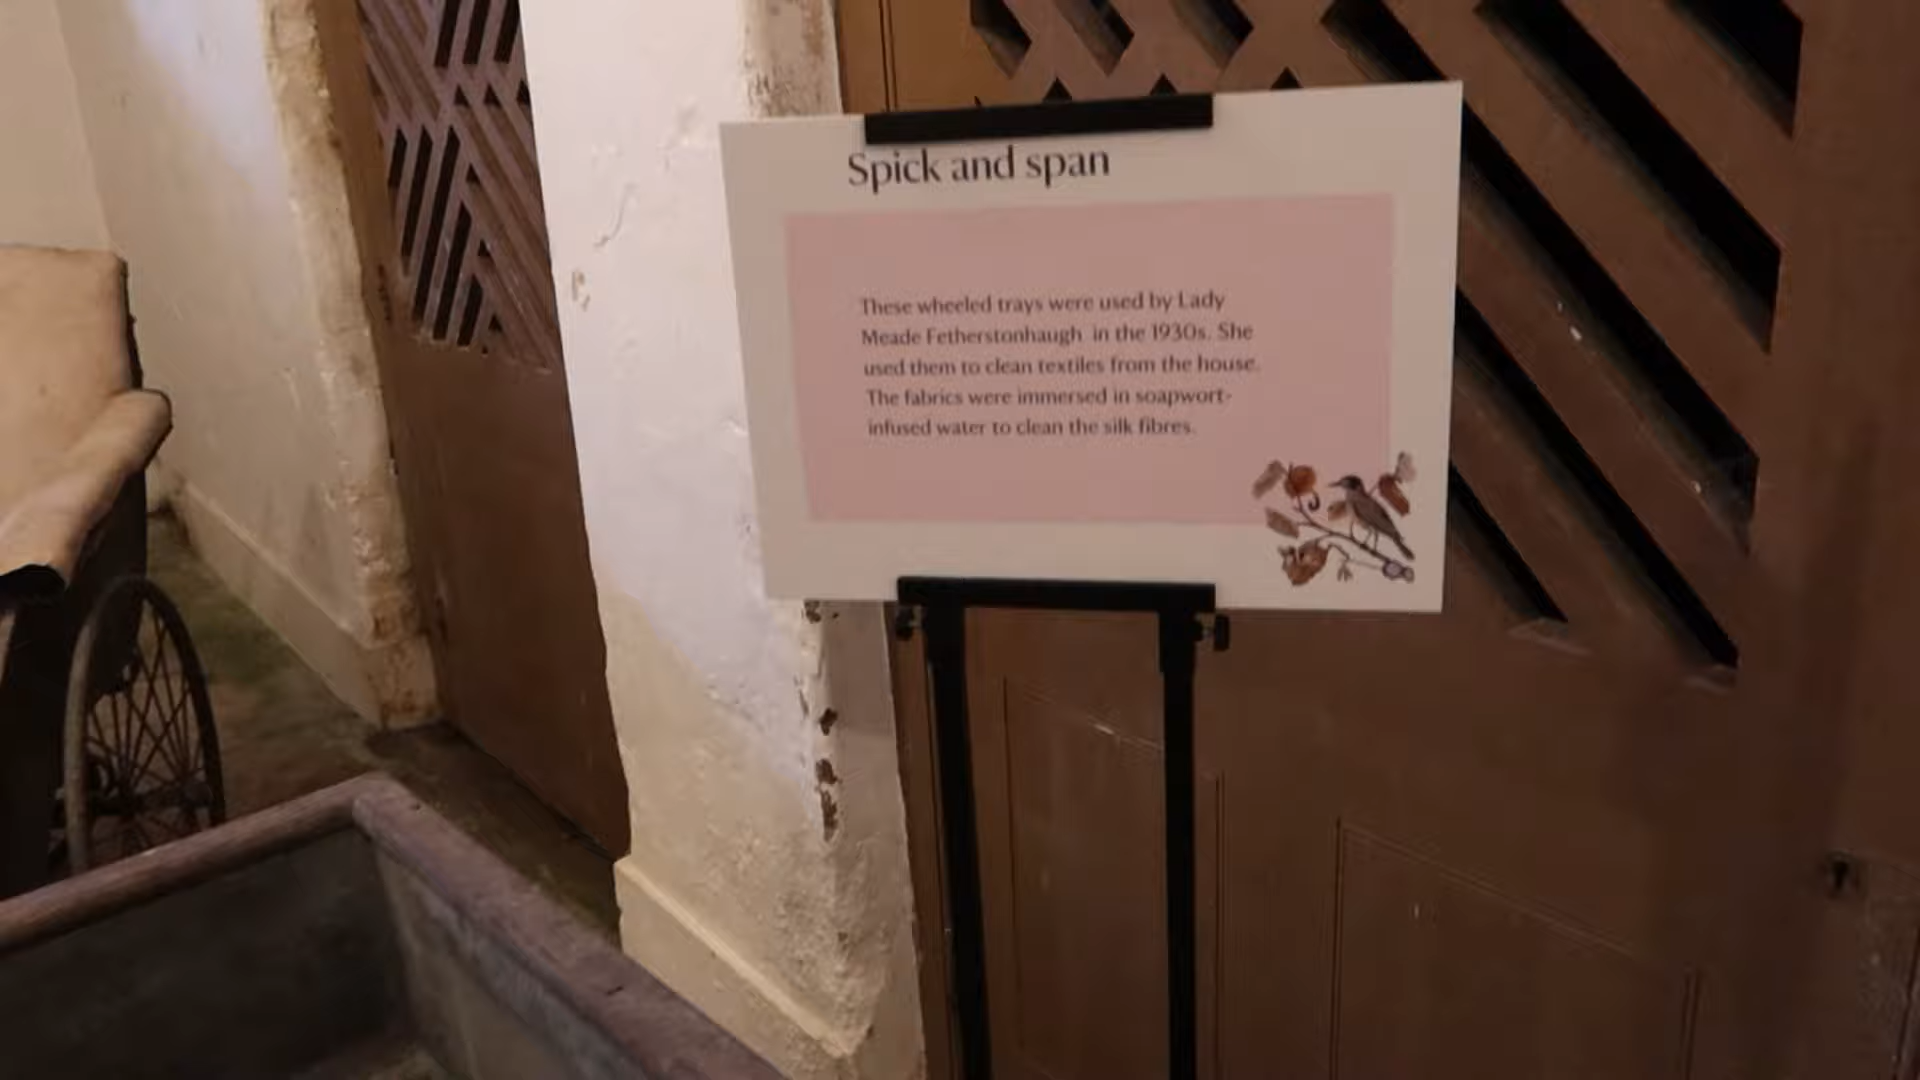 Spick and span
These wheeled trays were used by Lady
Meade Fetherstonhaugh in the 1930s. She
used them to clean textiles from the house.
The fabrics were immersed in soapwort-
infused water to clean the silk fibres.